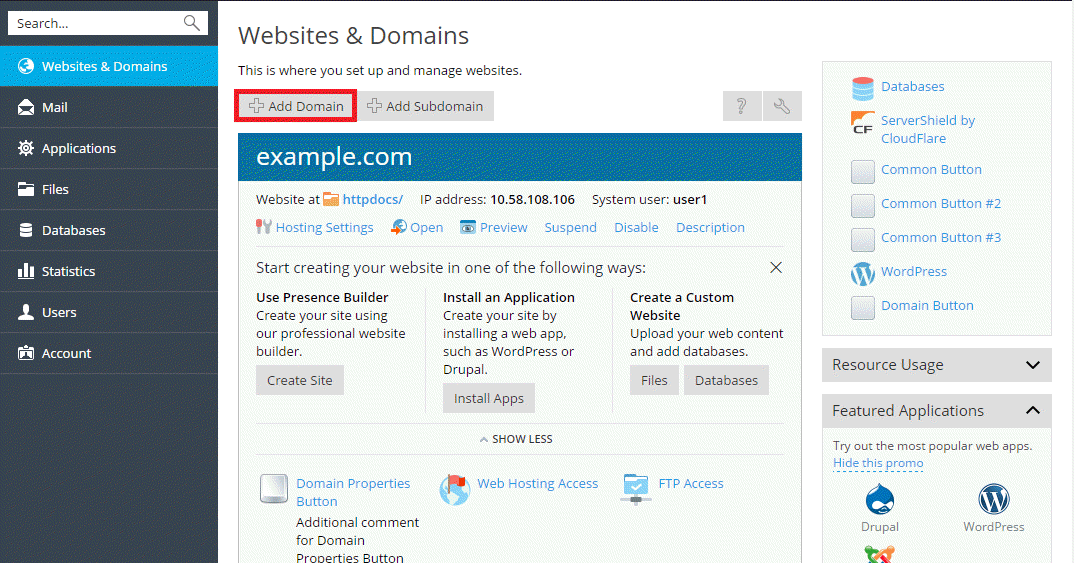 Search...
Websites & Domains
Mail
Applications
Files
Databases
Statistics
Users
Account
Websites & Domains
This is where you set up and manage websites.
Add Domain
Add Subdomain
?
example.com
Website at httpdocs/ IP address: 10.58.108.106 System user: user1
Hosting Settings Open Preview Suspend Disable Description
Start creating your website in one of the following ways:
Use Presence Builder
Create your site using
our professional website
builder.
Create Site
Install an Application
Create your site by
installing a web app,
such as WordPress or
Drupal.
Install Apps
Create a Custom
Website
Upload your web content
and add databases.
Files Databases
SHOW LESS
Domain Properties
Button
Additional comment
for Domain
Properties Button
Web Hosting Access
FTP Access
Databases
CF
ServerShield by
CloudFlare
Common Button
Common Button #2
Common Button #3
WordPress
Domain Button
Resource Usage
Featured Applications
Try out the most popular web apps.
Hide this promo
Drupal
WordPress